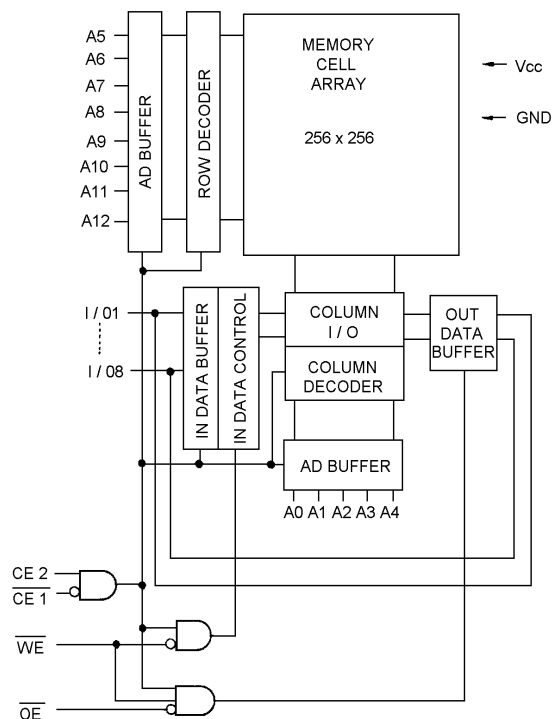 A5
A6
A7
A8
A9
A10
A11
A12
AD BUFFER
ROW DECODER
MEMORY
CELL
ARRAY
256 x 256
Vcc
GND
I / 01
I / 08
IN DATA BUFFER
IN DATA CONTROL
COLUMN
I / O
COLUMN
DECODER
OUT
DATA
BUFFER
AD BUFFER
A0 A1 A2 A3 A4
CE 2
CE 1
WE
OE